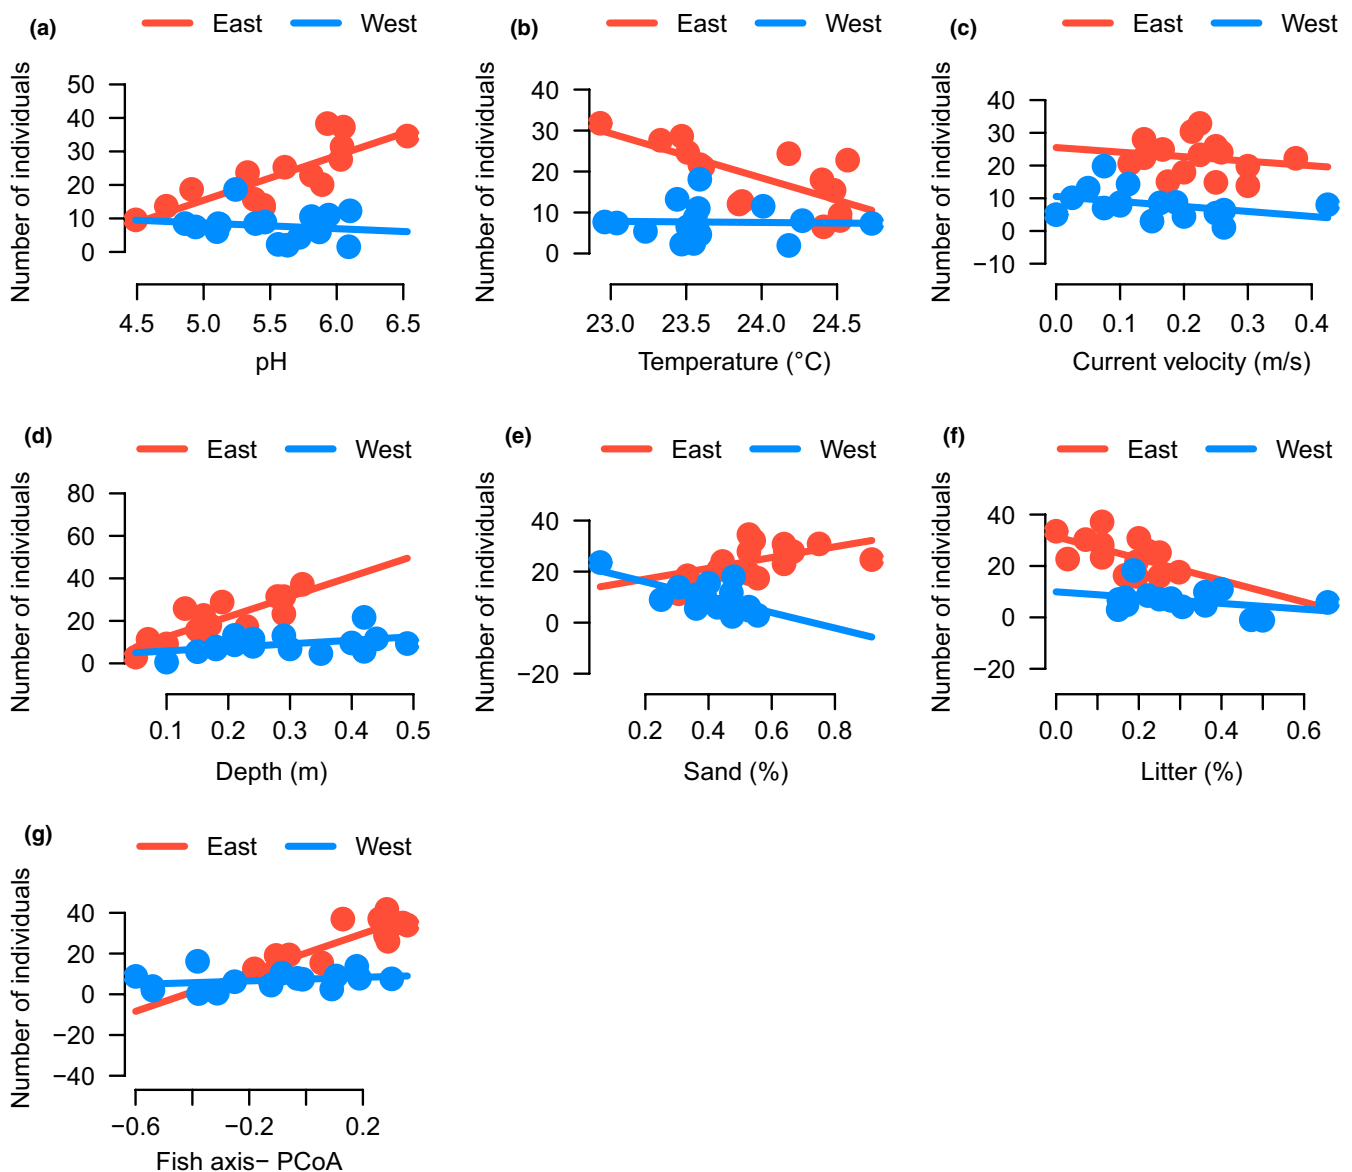 (a) East West
Number of individuals
50
40
30
20
10
0
4.5 5.0 5.5 6.0 6.5
pH
(b) East West
Number of individuals
40
30
20
10
0
23.0 23.5 24.0 24.5
Temperature (°C)
(c) East West
Number of individuals
40
30
20
10
0
−10
0.0 0.1 0.2 0.3 0.4
Current velocity (m/s)
(d) East West
Number of individuals
80
60
40
20
0
0.1 0.2 0.3 0.4 0.5
Depth (m)
(e) East West
Number of individuals
40
20
0
−20
0.2 0.4 0.6 0.8
Sand (%)
(f) East West
Number of individuals
40
20
0
−20
0.0 0.2 0.4 0.6
Litter (%)
(g) East West
Number of individuals
40
20
0
−20
−40
−0.6 −0.2 0.2
Fish axis− PCoA